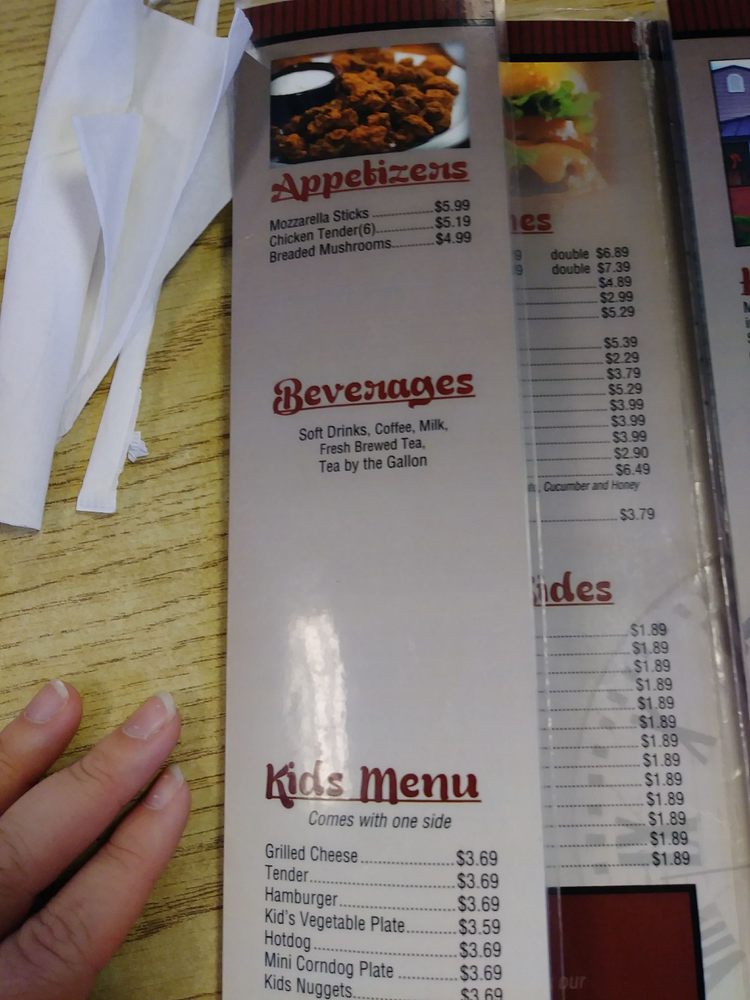 Appetizers
Mozzarella Sticks ............... $5.99
Chicken Tender(6)............... $5.19
Breaded Mushrooms........... $4.99
Beverages
Soft Drinks, Coffee, Milk,
Fresh Brewed Tea,
Tea by the Gallon
Kids Menu
Comes with one side
Grilled Cheese ........................ $3.69
Tender..................................... $3.69
Hamburger.............................. $3.69
Kid's Vegetable Plate............. $3.59
Hotdog .................................... $3.69
Mini Corndog Plate ............... $3.69
Kids Nuggets.......................... $3.69
double $6.89
double $7.39
$4.89
$2.99
$5.29
$5.39
$2.29
$3.79
$5.29
$3.99
$3.99
$3.99
$2.90
$6.49
Cucumber and Honey
$3.79
Sides
$1.89
$1.89
$1.89
$1.89
$1.89
$1.89
$1.89
$1.89
$1.89
$1.89
$1.89
$1.89
$1.89
our